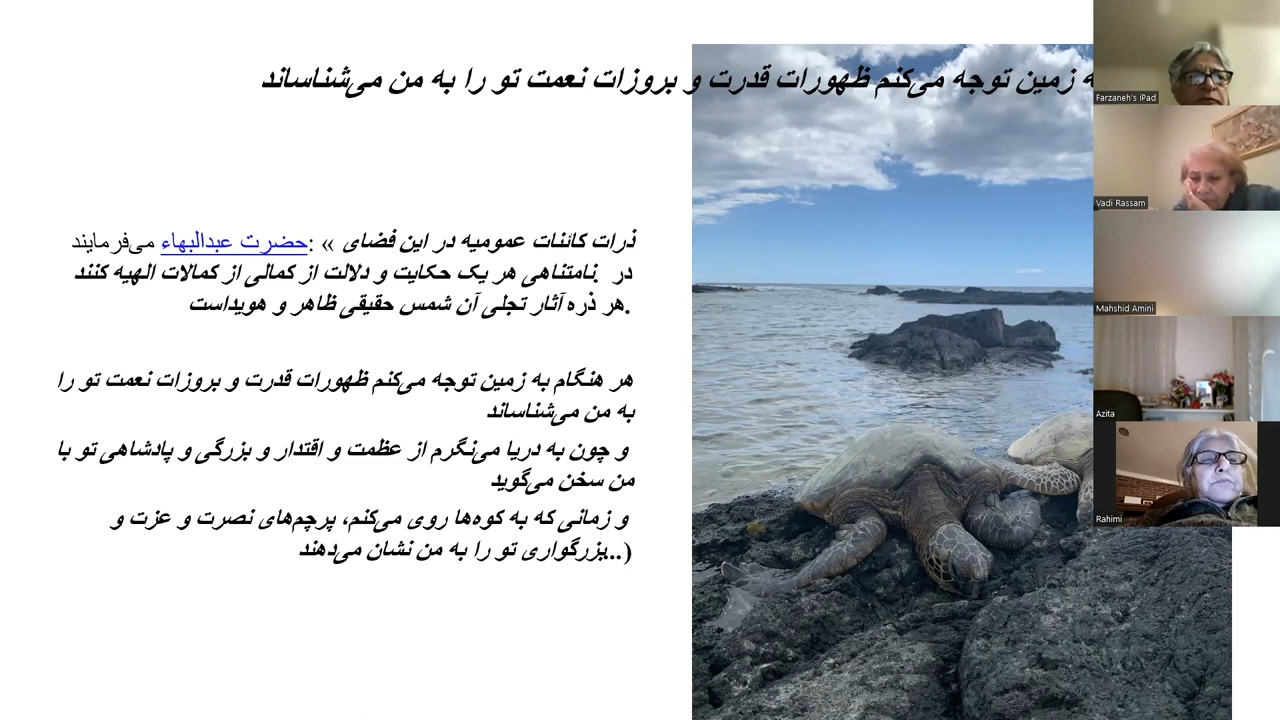 ه زمین توجه می‌کنم ظهورات قدرت و بروزات نعمت تو را به من می‌شناساند
حضرت عبدالبهاء می‌فرمایند: « ذرات کائنات عمومیه در این فضای
نامتناهی هر یک حکایت و دلالت از کمالی از کمالات الهیه کنند. در
هر ذره آثار تجلی آن شمس حقیقی ظاهر و هویداست.
هر هنگام به زمین توجه می‌کنم ظهورات قدرت و بروزات نعمت تو را
به من می‌شناساند
و چون به دریا می‌نگرم از عظمت و اقتدار و بزرگی و پادشاهی تو با
من سخن می‌گوید
و زمانی که به کوه‌ها روی می‌کنم، پرچم‌های نصرت و عزت و
بزرگواری تو را به من نشان می‌دهند...)
Farzaneh's iPad
Vadi Rassam
Mahshid Amini
Azita
Rahimi